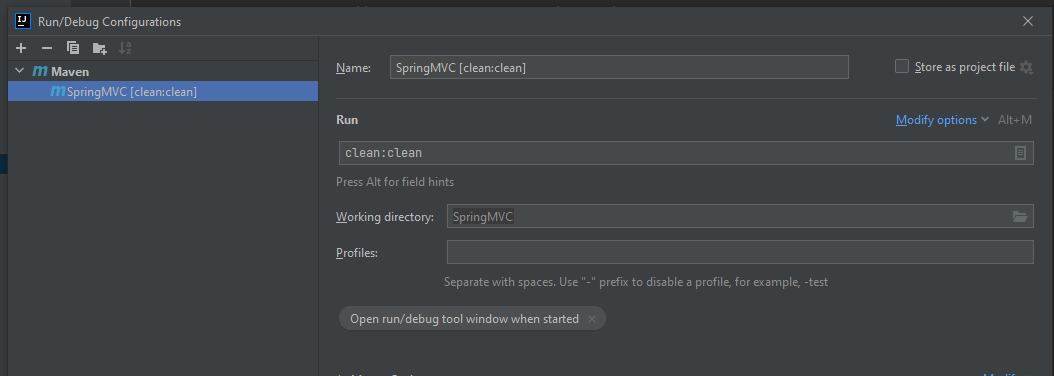 Run/Debug Configurations
Maven
SpringMVC [clean:clean]
Name: SpringMVC [clean:clean]
Store as project file
Run
Modify options Alt+M
clean:clean
Press Alt for field hints
Working directory: SpringMVC
Profiles:
Separate with spaces. Use "-" prefix to disable a profile, for example, -test
Open run/debug tool window when started